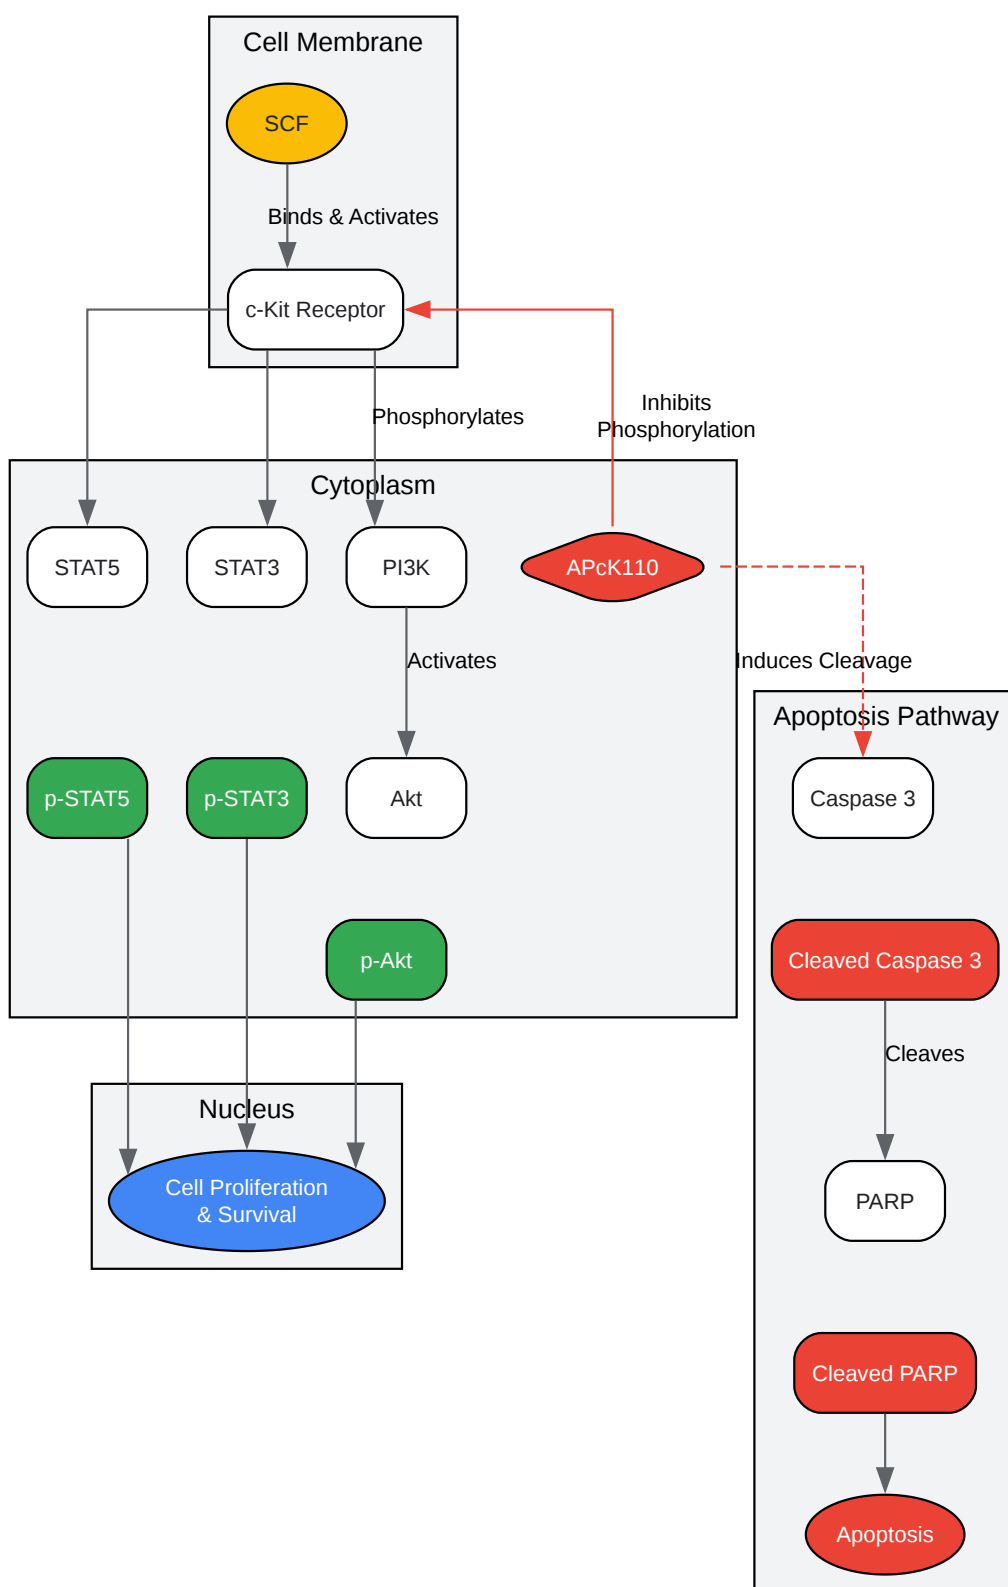 Cell Membrane
SCF
Binds & Activates
c-Kit Receptor
Phosphorylates
Inhibits
Phosphorylation
Cytoplasm
STAT5
STAT3
PI3K
APcK110
Activates
Induces Cleavage
Apoptosis Pathway
p-STAT5
p-STAT3
Akt
Caspase 3
p-Akt
Cleaved Caspase 3
Cleaves
Nucleus
Cell Proliferation
& Survival
PARP
Cleaved PARP
Apoptosis